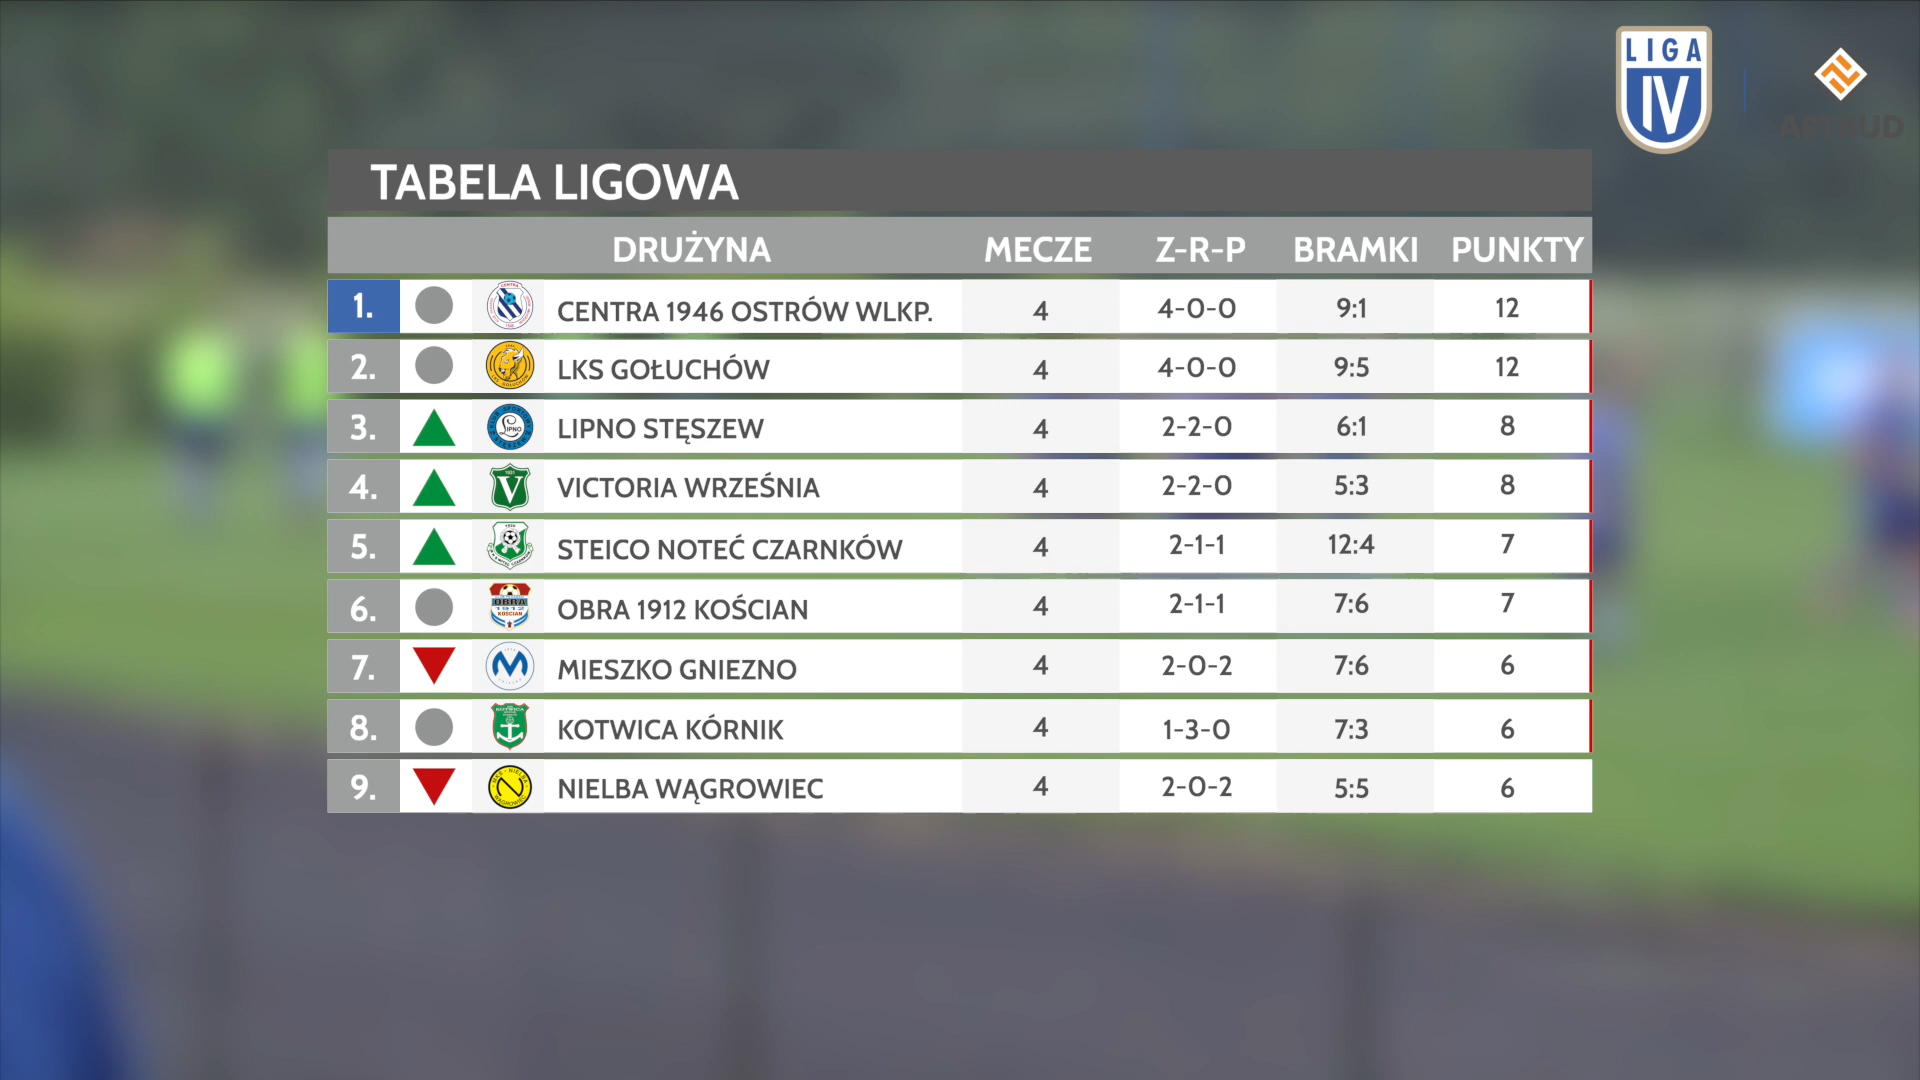 LIGA
IV
APTBUD
TABELA LIGOWA
DRUŻYNA MECZE Z-R-P BRAMKI PUNKTY
1. CENTRA 1946 OSTRÓW WLKP. 4 4-0-0 9:1 12
2. LKS GOŁUCHÓW 4 4-0-0 9:5 12
3. LIPNO STĘSZEW 4 2-2-0 6:1 8
4. VICTORIA WRZEŚNIA 4 2-2-0 5:3 8
5. STEICO NOTEĆ CZARNKÓW 4 2-1-1 12:4 7
6. OBRA 1912 KOŚCIAN 4 2-1-1 7:6 7
7. MIESZKO GNIEZNO 4 2-0-2 7:6 6
8. KOTWICA KÓRNIK 4 1-3-0 7:3 6
9. NIELBA WĄGROWIEC 4 2-0-2 5:5 6